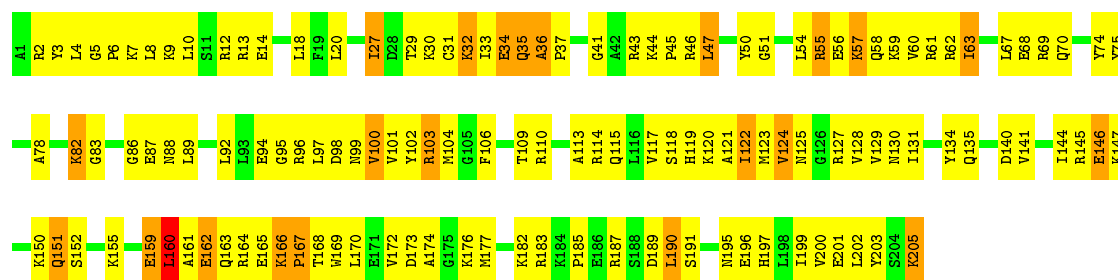 A1 R2 Y3 L4 G5 P6 K7 L8 K9 L10 S11 R12 R13 E14 L18 F19 L20 I27 D28 T29 K30 C31 K32 I33 E34 Q35 A36 P37 G41 A42 R43 K44 P45 R46 L47 Y50 G51 L54 R55 E56 K57 Q58 K59 V60 R61 R62 I63 L67 E68 R69 Q70 Y74 Y75
A78 K82 G83 G86 E87 N88 L89 L92 L93 E94 G95 R96 L97 D98 N99 V100 V101 Y102 R103 M104 G105 F106 T109 R110 A113 R114 Q115 L116 V117 S118 H119 K120 A121 I122 M123 V124 N125 G126 R127 V128 V129 N130 I131 Y134 Q135 D140 V141 I144 R145 E146 K147
K150 Q151 S152 K155 E159 L160 A161 E162 Q163 R164 E165 K166 P167 T168 W169 L170 E171 V172 D173 A174 G175 K176 M177 K182 R183 K184 P185 E186 R187 S188 D189 L190 S191 N195 E196 H197 L198 I199 V200 E201 L202 Y203 S204 K205